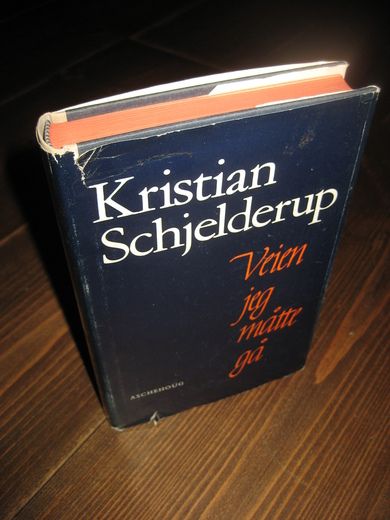 Kristian
Schjelderup
Veien
jeg
måtte
gå
ASCHEHOUG